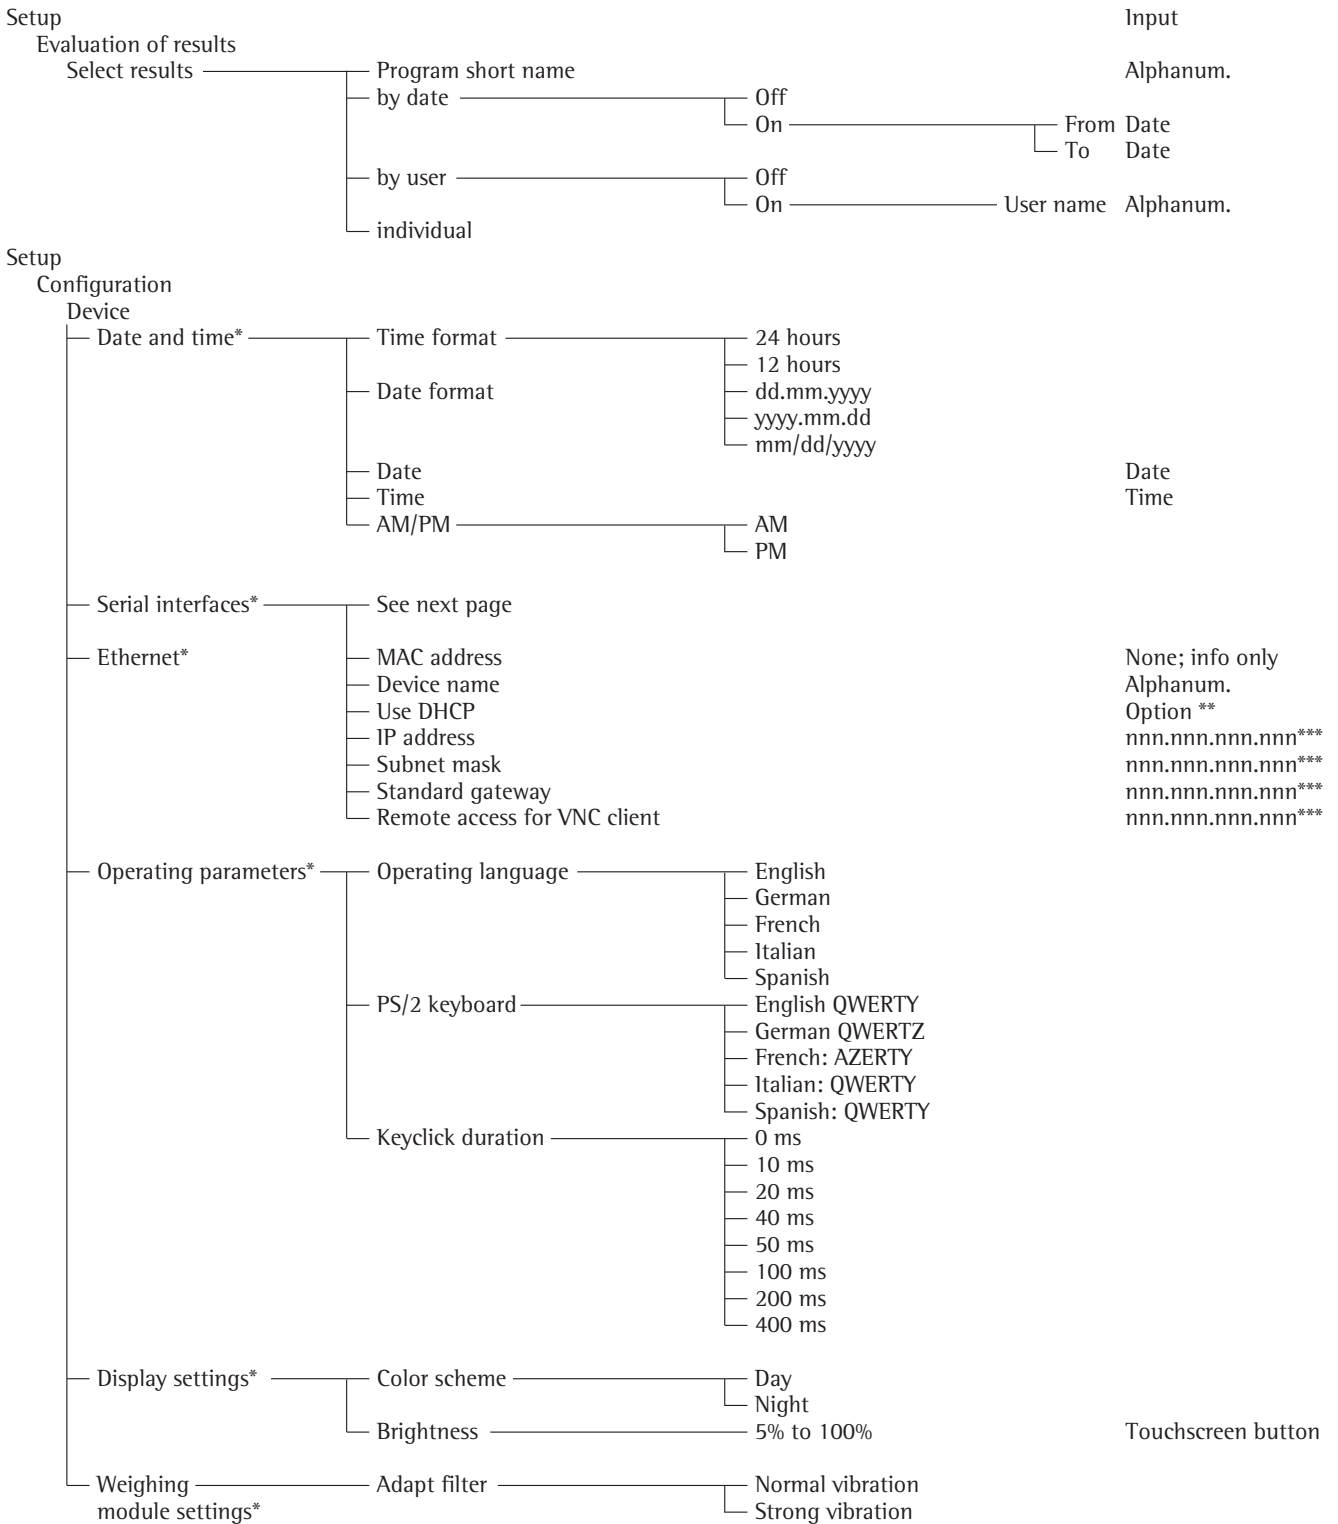 Setup Input
Evaluation of results
Select results Program short name Alphanum.
by date Off
On From Date
To Date
by user Off
On User name Alphanum.
individual
Setup
Configuration
Device
Date and time* Time format 24 hours
12 hours
Date format dd.mm.yyyy
yyyy.mm.dd
mm/dd/yyyy
Date Date
Time Time
AM/PM AM
PM
Serial interfaces* See next page
Ethernet* MAC address None; info only
Device name Alphanum.
Use DHCP Option **
IP address nnn.nnn.nnn.nnn***
Subnet mask nnn.nnn.nnn.nnn***
Standard gateway nnn.nnn.nnn.nnn***
Remote access for VNC client nnn.nnn.nnn.nnn***
Operating parameters* Operating language English
German
French
Italian
Spanish
PS/2 keyboard English QWERTY
German QWERTZ
French: AZERTY
Italian: QWERTY
Spanish: QWERTY
Keyclick duration 0 ms
10 ms
20 ms
40 ms
50 ms
100 ms
200 ms
400 ms
Display settings* Color scheme Day
Night
Brightness 5% to 100% Touchscreen button
Weighing Adapt filter Normal vibration
module settings* Strong vibration